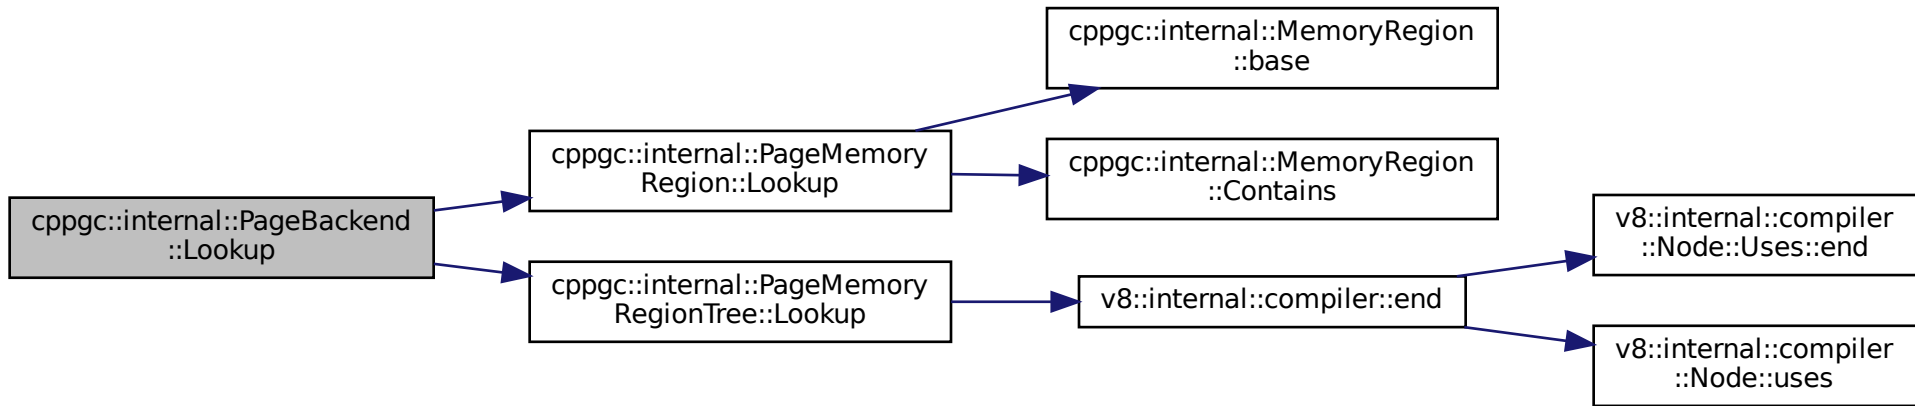 cppgc::internal::PageBackend
::Lookup
cppgc::internal::PageMemory
Region::Lookup
cppgc::internal::PageMemory
RegionTree::Lookup
cppgc::internal::MemoryRegion
::base
cppgc::internal::MemoryRegion
::Contains
v8::internal::compiler::end
v8::internal::compiler
::Node::Uses::end
v8::internal::compiler
::Node::uses